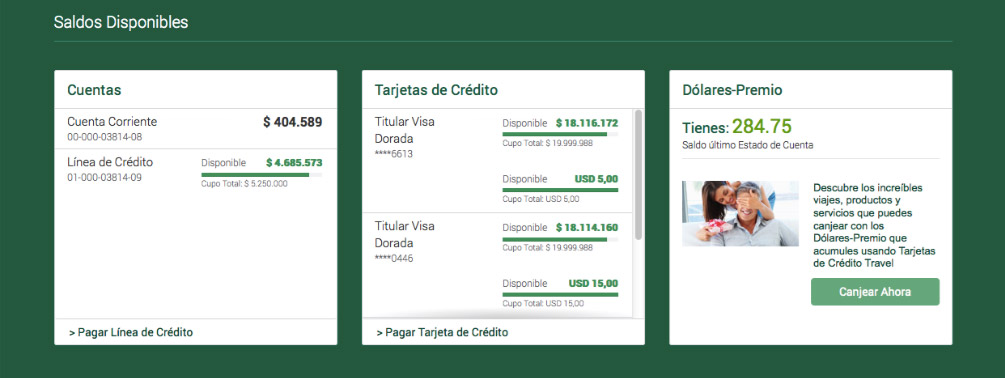 Saldos Disponibles
Cuentas
Cuenta Corriente $ 404.589
00-000-03814-08
Línea de Crédito Disponible $ 4.685.573
01-000-03814-09 Cupo Total: $ 5.250.000
> Pagar Línea de Crédito
Tarjetas de Crédito
Titular Visa Disponible $ 18.116.172
Dorada Cupo Total: $ 19.999.988
****6613
Disponible USD 5,00
Cupo Total: USD 5,00
Titular Visa Disponible $ 18.114.160
Dorada Cupo Total: $ 19.999.988
****0446
Disponible USD 15,00
Cupo Total: USD 15,00
> Pagar Tarjeta de Crédito
Dólares-Premio
Tienes: 284.75
Saldo último Estado de Cuenta
Descubre los increíbles
viajes, productos y
servicios que puedes
canjear con los
Dólares-Premio que
acumules usando Tarjetas
de Crédito Travel
Canjear Ahora